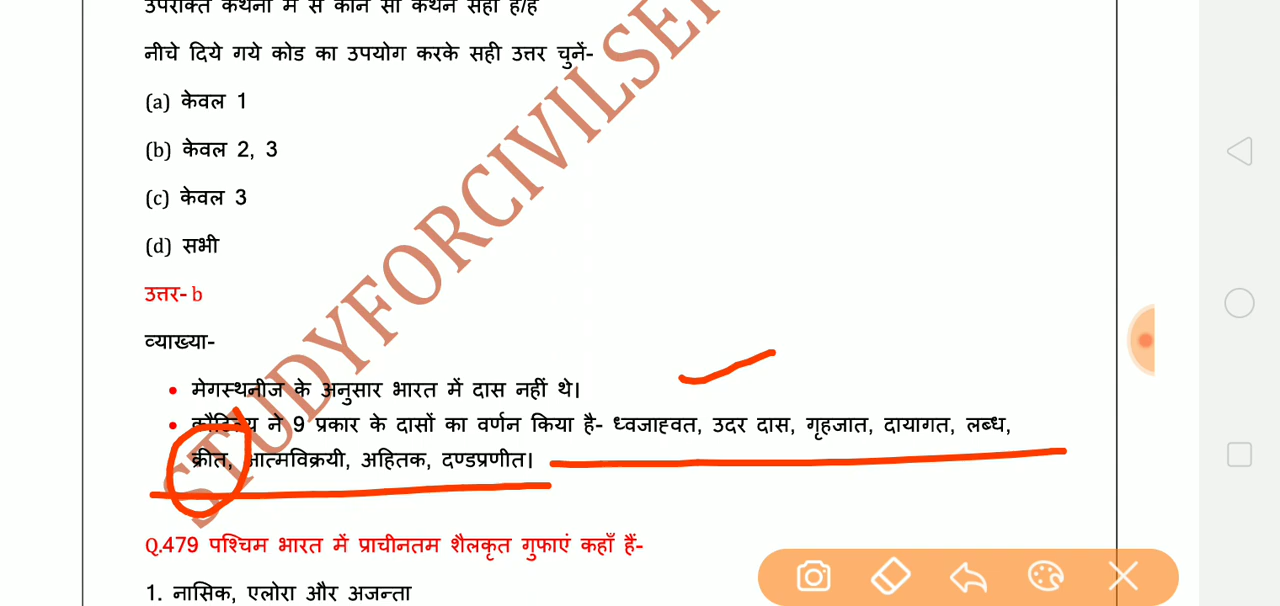 उपरोक्त कथनों में से कौन सा कथन सही है/हैं
नीचे दिये गये कोड का उपयोग करके सही उत्तर चुनें-
(a) केवल 1
(b) केवल 2, 3
(c) केवल 3
(d) सभी
उत्तर- b
व्याख्या-
मेगस्थनीज के अनुसार भारत में दास नहीं थे।
कौटिल्य ने 9 प्रकार के दासों का वर्णन किया है- ध्वजाह्वत, उदर दास, गृहजात, दायागत, लब्ध,
क्रीत, आत्मविक्रयी, अहितक, दण्डप्रणीत।
Q.479 पश्चिम भारत में प्राचीनतम शैलकृत गुफाएं कहाँ हैं-
1. नासिक, एलोरा और अजन्ता
STUDYFORCIVILSE